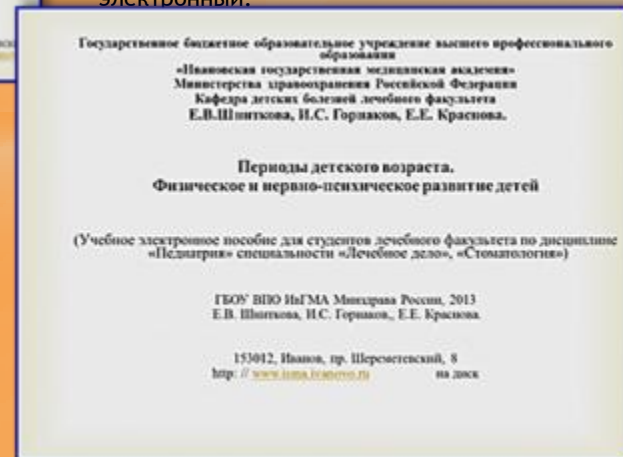 электронный.
Государственное бюджетное образовательное учреждение высшего профессионального
образования
«Ивановская государственная медицинская академия»
Министерства здравоохранения Российской Федерации
Кафедра детских болезней лечебного факультета
Е.В.Шниткова, И.С. Горнаков, Е.Е. Краснова.
Периоды детского возраста.
Физическое и нервно-психическое развитие детей
(Учебное электронное пособие для студентов лечебного факультета по дисциплине
«Педиатрия» специальности «Лечебное дело», «Стоматология»)
ГБОУ ВПО ИвГМА Минздрава России, 2013
Е.В. Шниткова, И.С. Горнаков., Е.Е. Краснова.
153012, Иванов, пр. Шереметевский, 8
http: // www.isma.ivanovo.ru на диск